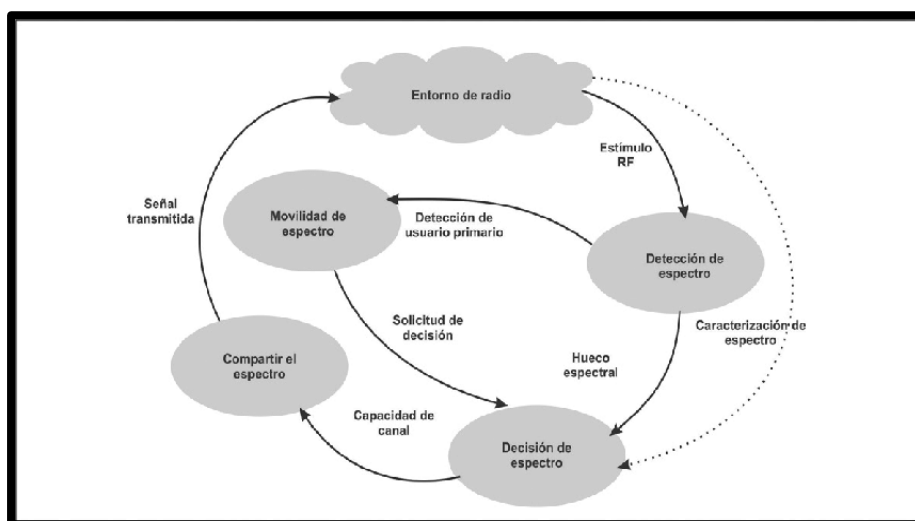 Entorno de radio
Estímulo
RF
Señal
transmitida
Movilidad de
espectro
Detección de
usuario primario
Detección de
espectro
Solicitud de
decisión
Caracterización de
espectro
Compartir el
espectro
Hueco
espectral
Capacidad de
canal
Decisión de
espectro